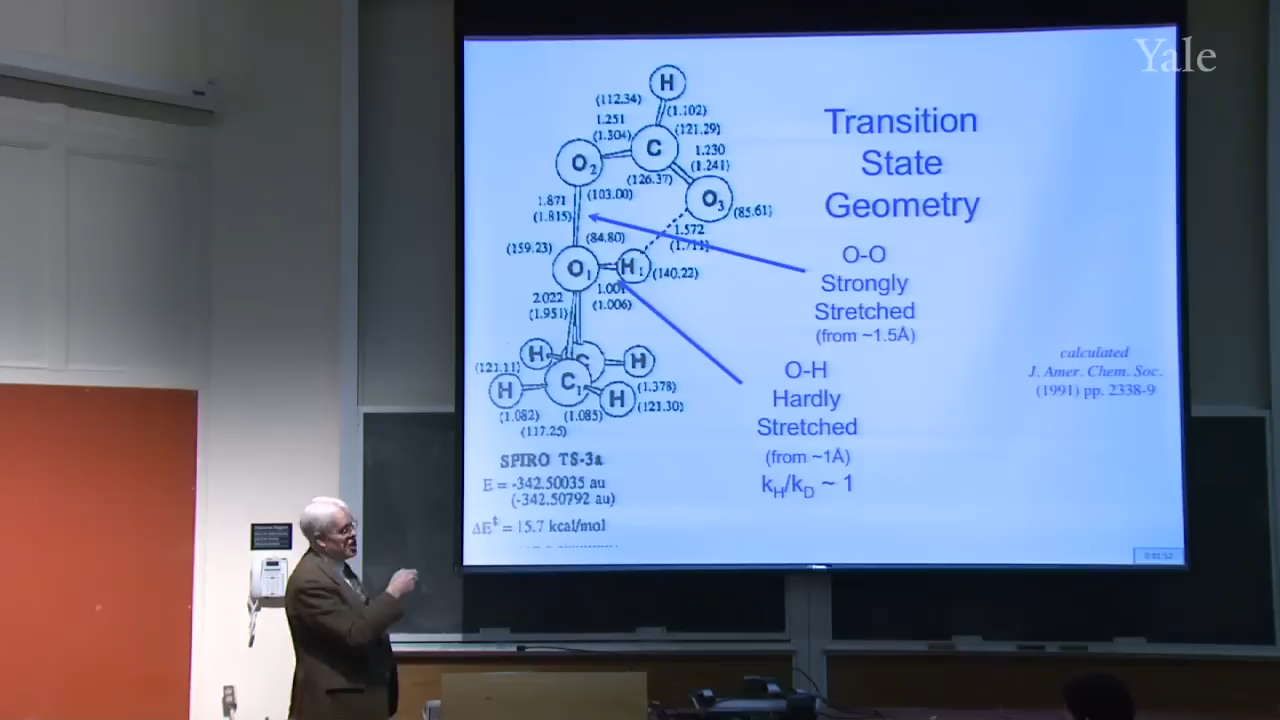 Yale
Transition
State
Geometry
O-O
Strongly
Stretched
(from ~1.5Å)
O-H
Hardly
Stretched
(from ~1Å)
kH/kD ~ 1
calculated
J. Amer. Chem. Soc.
(1991) pp. 2338-9
H
(112.34)
(1.102)
1.251
(1.304)
(121.29)
C
1.230
(1.241)
O2
(126.37)
(103.00)
O3
(85.61)
1.871
(1.815)
1.572
(84.80)
(159.23)
O1
H1
(140.22)
(1.006)
2.022
(1.951)
H
H
(121.11)
H
C1
H
(1.378)
(121.30)
(1.082)
(1.085)
(117.25)
SPIRO TS-3a
E = -342.50035 au
(-342.50792 au)
ΔE‡ = 15.7 kcal/mol